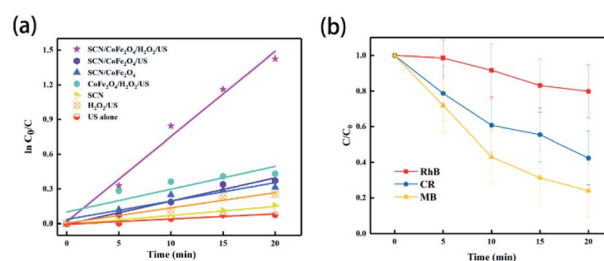 (a)
ln C₀/C
1.5
1.2
0.9
0.6
0.3
0.0
SCN/CoFe₂O₄/H₂O₂/US
SCN/CoFe₂O₄/US
SCN/CoFe₂O₄
CoFe₂O₄/H₂O₂/US
SCN
H₂O₂/US
US alone
0 5 10 15 20
Time (min)
(b)
C/C₀
1.0
0.8
0.6
0.4
0.2
0.0
RhB
CR
MB
0 5 10 15 20
Time (min)